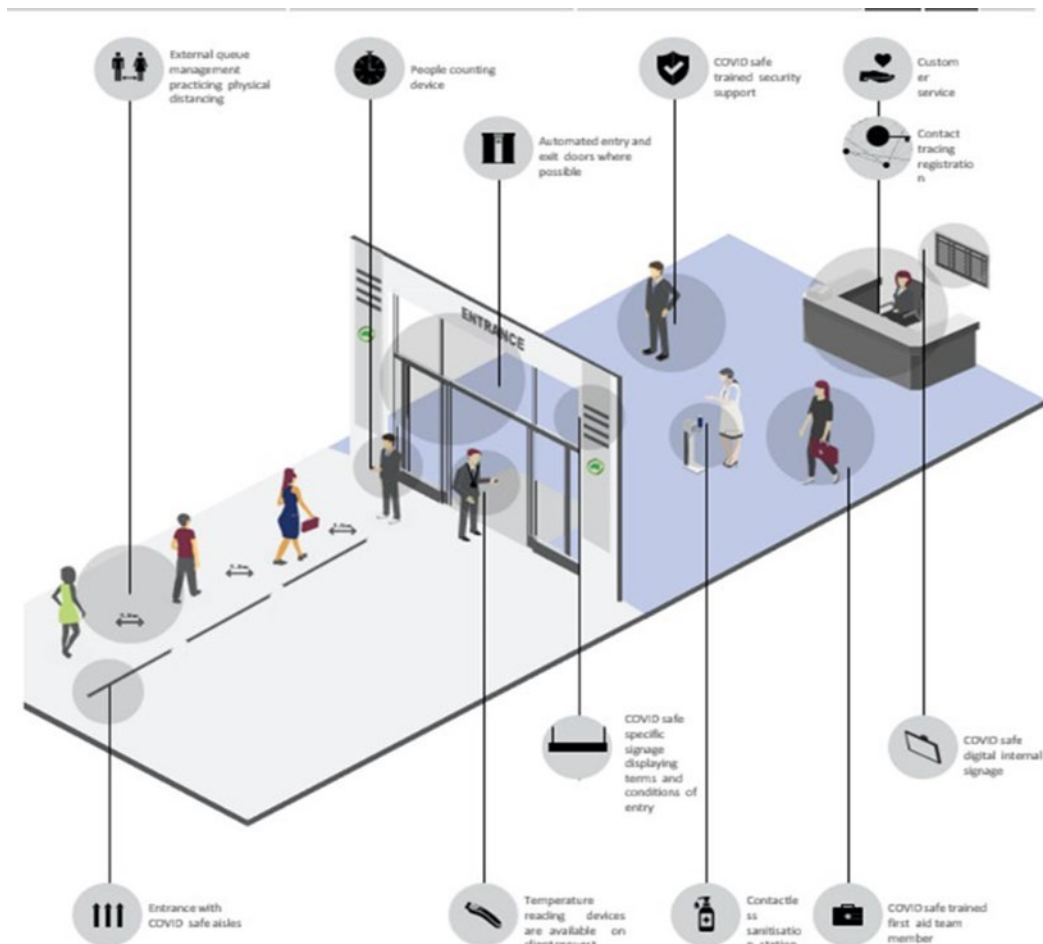 External queue
management
practicing physical
distancing
People counting
device
COVID safe
trained security
support
Custom
er
service
Automated entry and
exit doors where
possible
Contact
tracing
registratio
n
ENTRANCE
COVID safe
specific
signage
displaying
terms and
conditions of
entry
COVID safe
digital internal
signage
Entrance with
COVID safe aisles
Temperature
reading devices
are available on
Contactle
ss
sanitisatio
n station
COVID safe trained
first aid team
member